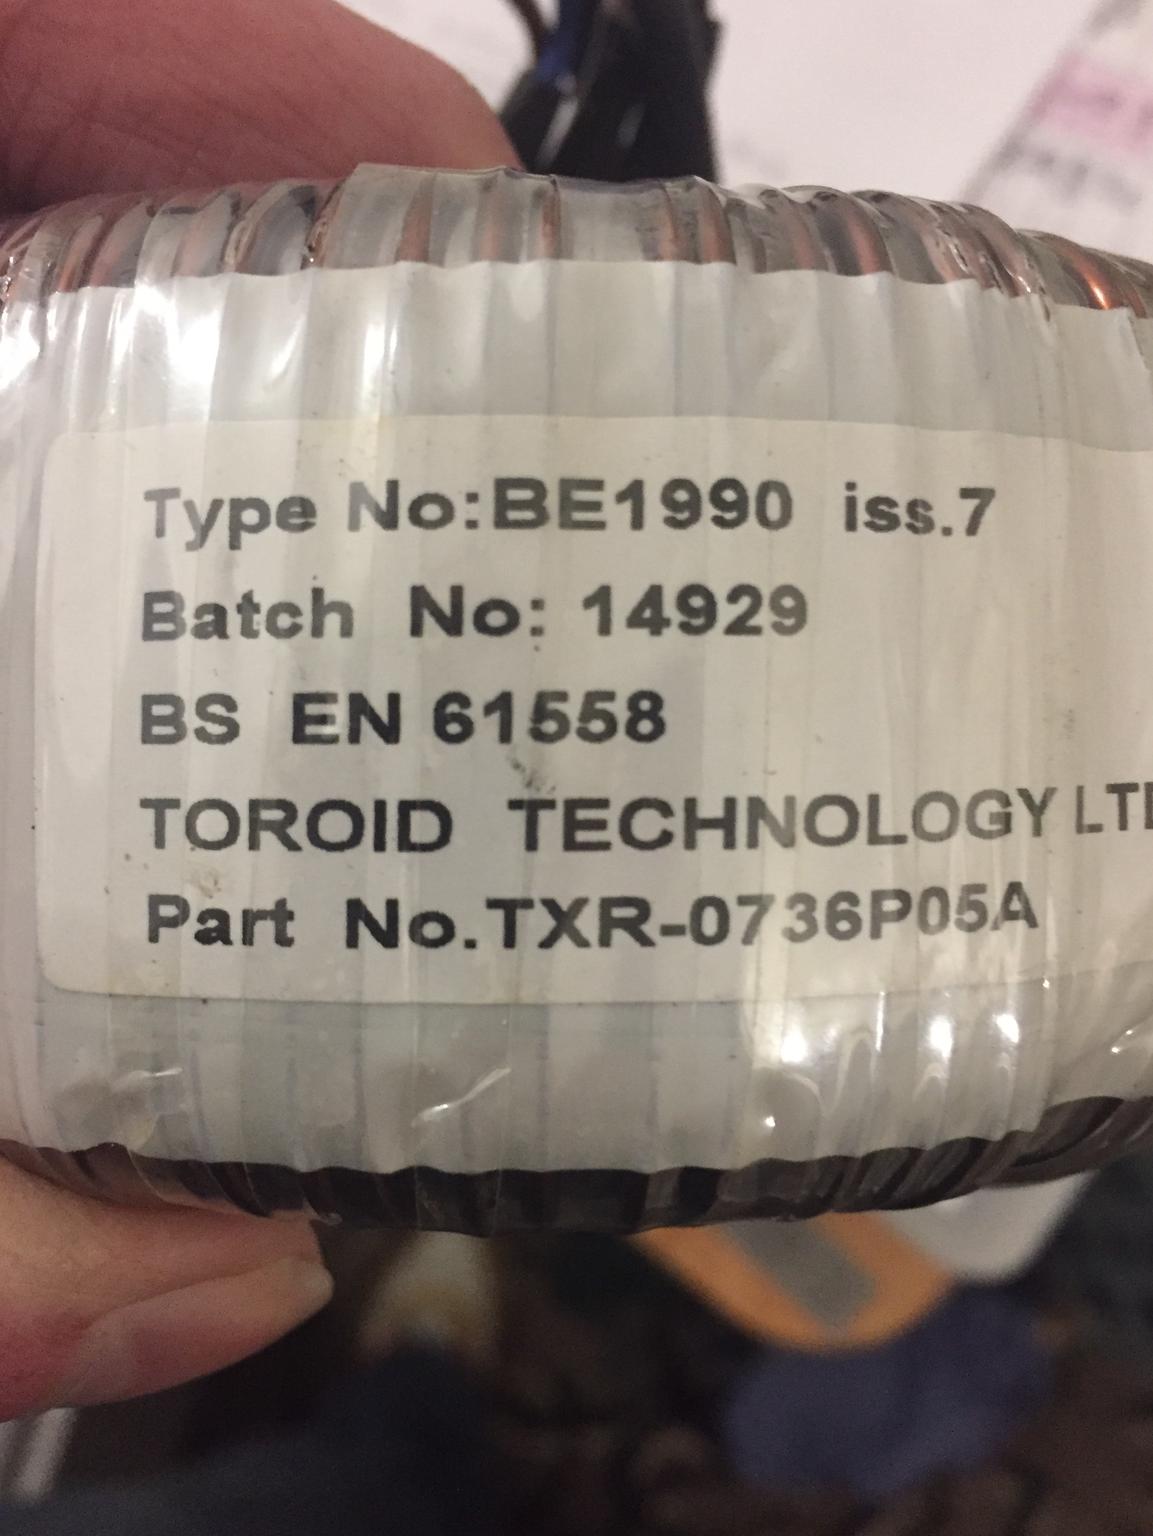 Type No:BE1990 iss.7
Batch No: 14929
BS EN 61558
TOROID TECHNOLOGY
Part No.TXR-0736P05A